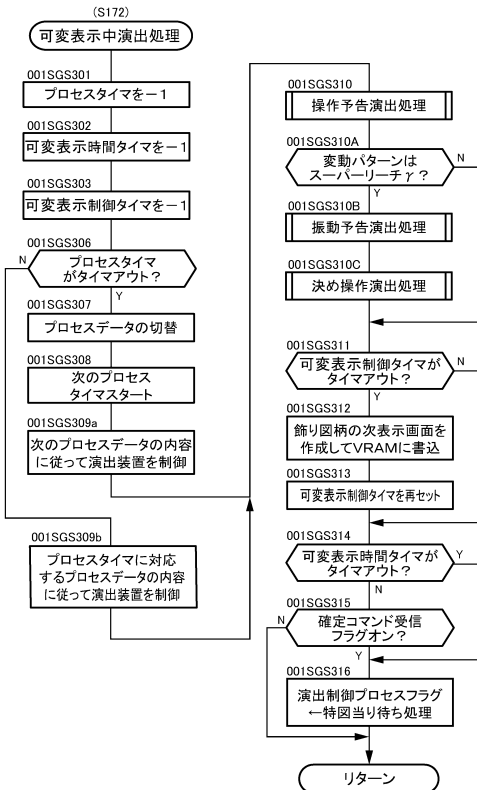 (S172)
可変表示中演出処理
001SGS301
プロセスタイマを－1
001SGS302
可変表示時間タイマを－1
001SGS303
可変表示制御タイマを－1
001SGS306
N
プロセスタイマ
がタイマアウト？
Y
001SGS307
プロセスデータの切替
001SGS308
次のプロセス
タイマスタート
001SGS309a
次のプロセスデータの内容
に従って演出装置を制御
001SGS309b
プロセスタイマに対応
するプロセスデータの内容
に従って演出装置を制御
001SGS310
操作予告演出処理
001SGS310A
変動パターンは
スーパーリーチγ？
N
Y
001SGS310B
振動予告演出処理
001SGS310C
決め操作演出処理
001SGS311
可変表示制御タイマが
タイマアウト？
N
Y
001SGS312
飾り図柄の次表示画面を
作成してVRAMに書込
001SGS313
可変表示制御タイマを再セット
001SGS314
可変表示時間タイマが
タイマアウト？
Y
N
001SGS315
N
確定コマンド受信
フラグオン？
Y
001SGS316
演出制御プロセスフラグ
←特図当り待ち処理
リターン